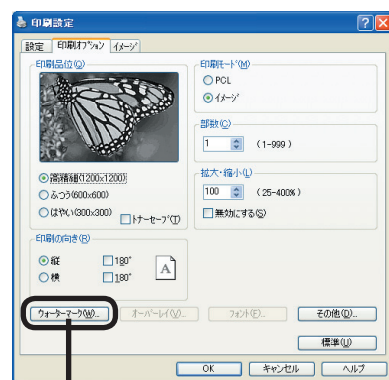 印刷設定
設定 印刷オプション イメージ
印刷品位(Q)
高精細(1200x1200)
ふつう(600x600)
はやい(300x300)
トナーセーブ(T)
印刷の向き(R)
縦 180°
横 180°
A
印刷モード(M)
PCL
イメージ
部数(C)
1 (1-999)
拡大・縮小(L)
100 (25-400%)
無効にする(S)
ウォーターマーク(W)... オーバーレイ(V)... フォント(F)... その他(D)...
標準(U)
OK キャンセル ヘルプ